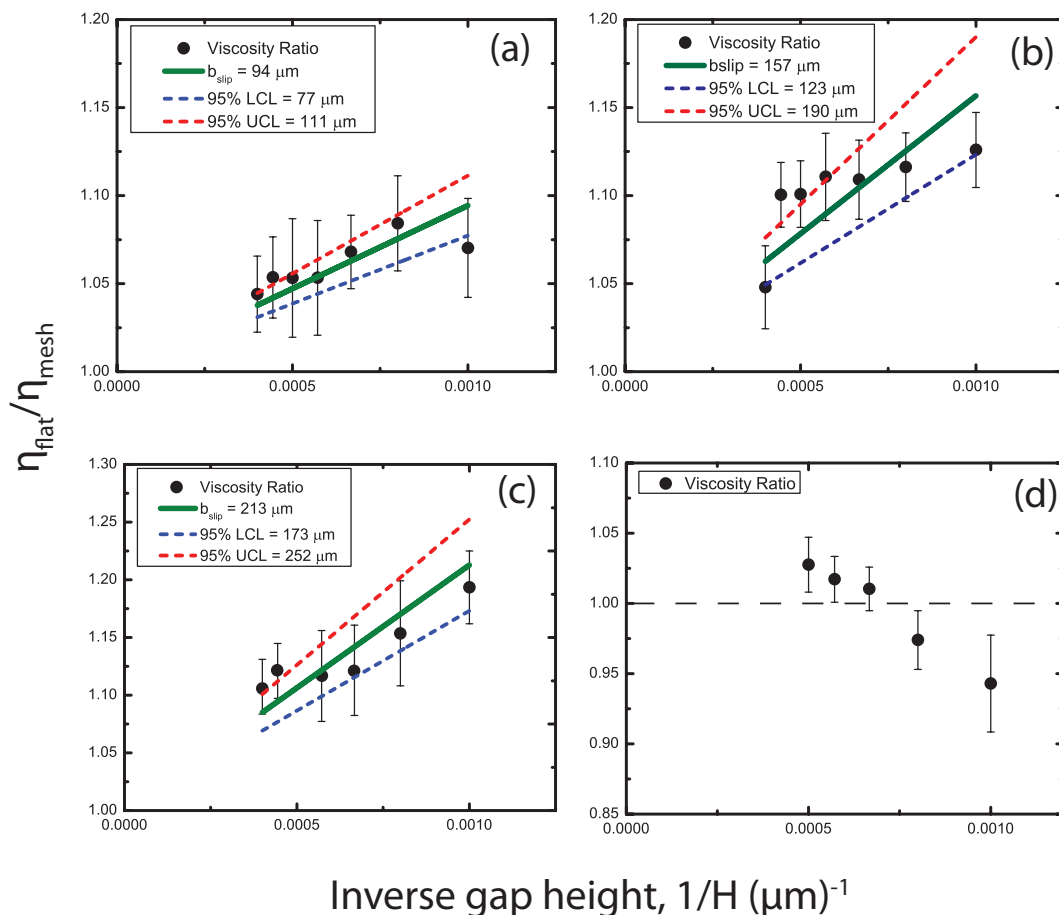 (a)
Viscosity Ratio
b_slip = 94 μm
95% LCL = 77 μm
95% UCL = 111 μm
1.20
1.15
1.10
1.05
1.00
0.0000 0.0005 0.0010
(b)
Viscosity Ratio
bslip = 157 μm
95% LCL = 123 μm
95% UCL = 190 μm
1.20
1.15
1.10
1.05
1.00
0.0000 0.0005 0.0010
η_flat/η_mesh
(c)
Viscosity Ratio
b_slip = 213 μm
95% LCL = 173 μm
95% UCL = 252 μm
1.30
1.25
1.20
1.15
1.10
1.05
1.00
0.0000 0.0005 0.0010
(d)
Viscosity Ratio
1.10
1.05
1.00
0.95
0.90
0.85
0.0000 0.0005 0.0010
Inverse gap height, 1/H (μm)⁻¹